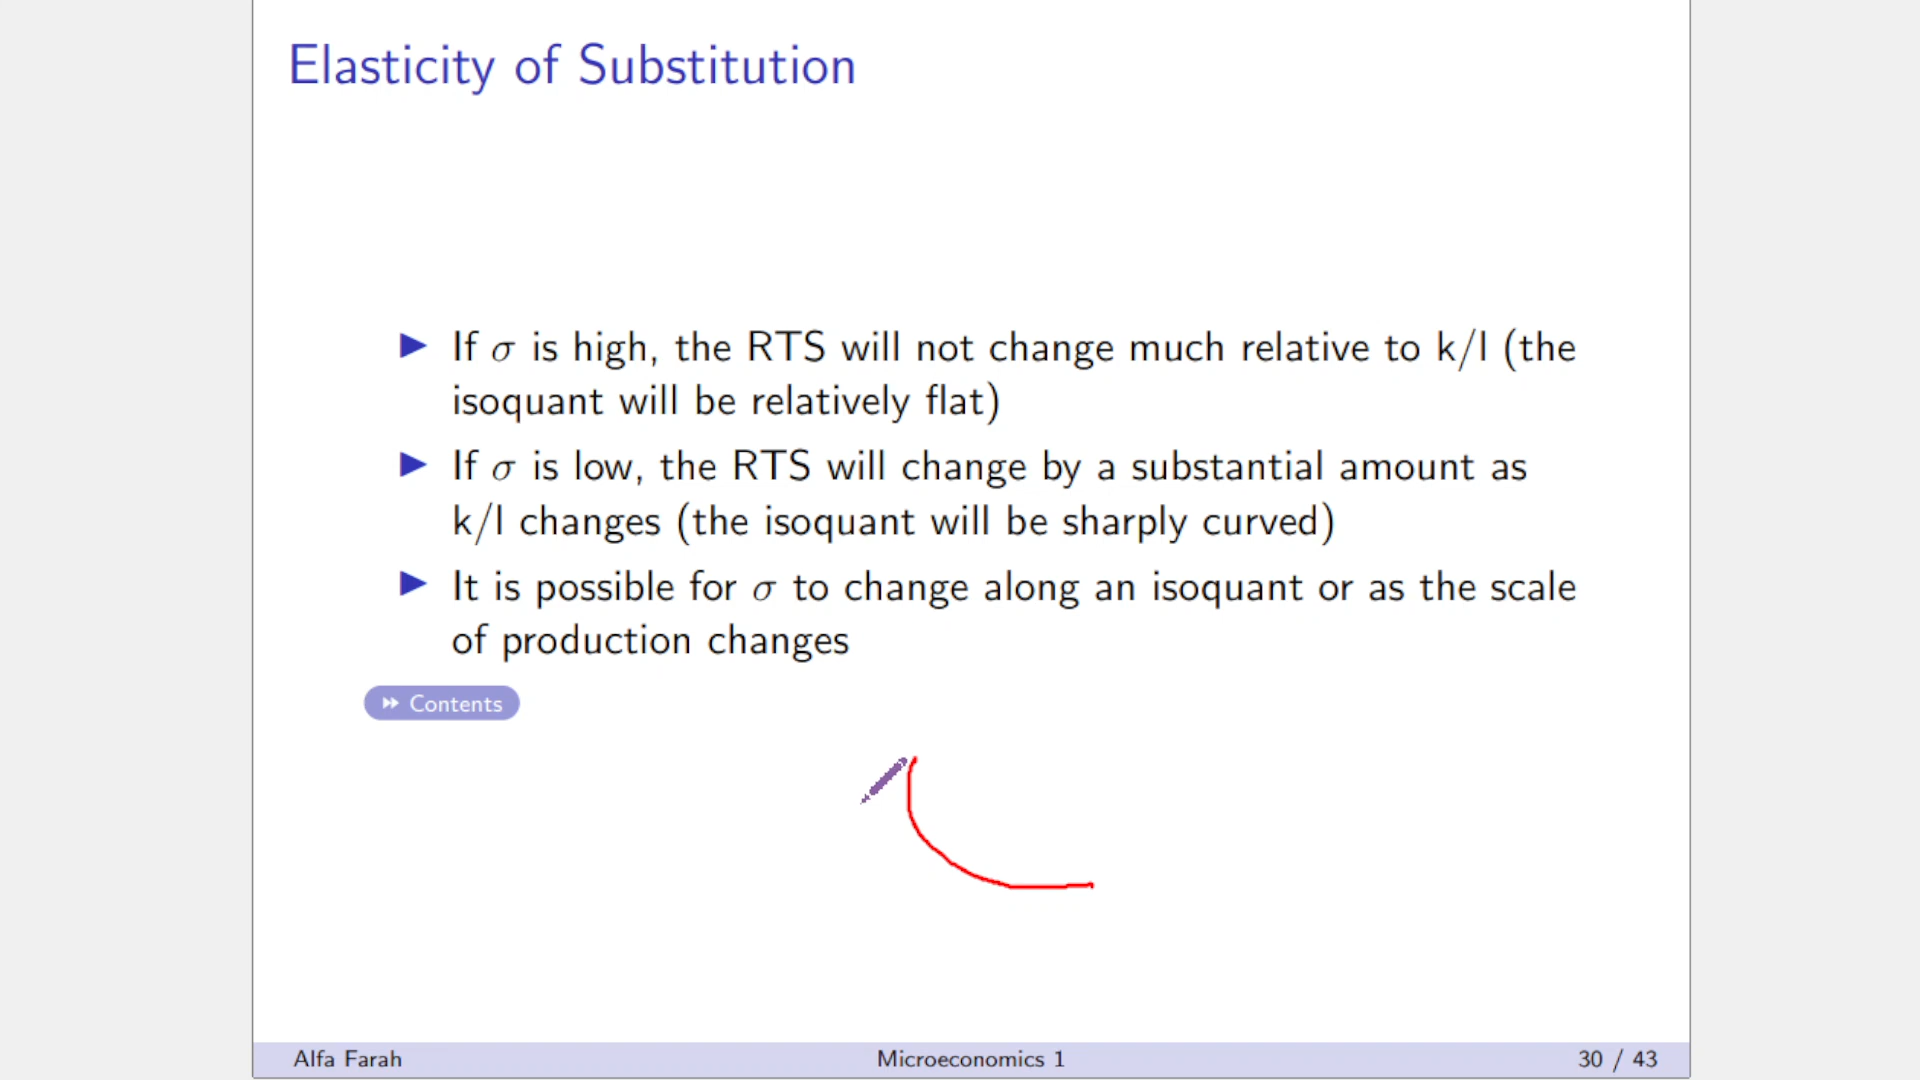 Elasticity of Substitution
▶ If σ is high, the RTS will not change much relative to k/l (the
isoquant will be relatively flat)
▶ If σ is low, the RTS will change by a substantial amount as
k/l changes (the isoquant will be sharply curved)
▶ It is possible for σ to change along an isoquant or as the scale
of production changes
Contents
Alfa Farah Microeconomics 1 30 / 43